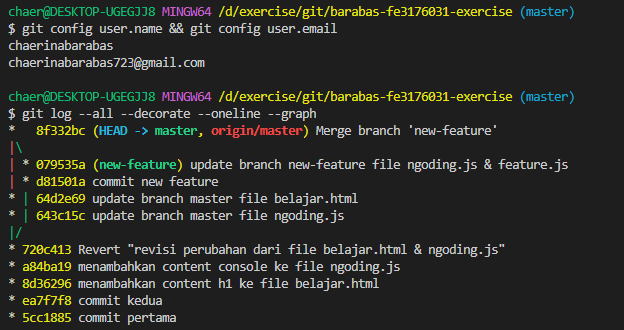 chaer@DESKTOP-UGEGJJ8 MINGW64 /d/exercise/git/barabas-fe3176031-exercise (master)
$ git config user.name && git config user.email
chaerinabarabas
chaerinabarabas723@gmail.com

chaer@DESKTOP-UGEGJJ8 MINGW64 /d/exercise/git/barabas-fe3176031-exercise (master)
$ git log --all --decorate --oneline --graph
*   8f332bc (HEAD -> master, origin/master) Merge branch 'new-feature'
|\
| * 079535a (new-feature) update branch new-feature file ngoding.js & feature.js
| * d81501a commit new feature
* | 64d2e69 update branch master file belajar.html
* | 643c15c update branch master file ngoding.js
|/
* 720c413 Revert "revisi perubahan dari file belajar.html & ngoding.js"
* a84ba19 menambahkan content console ke file ngoding.js
* 8d36296 menambahkan content h1 ke file belajar.html
* ea7f7f8 commit kedua
* 5cc1885 commit pertama